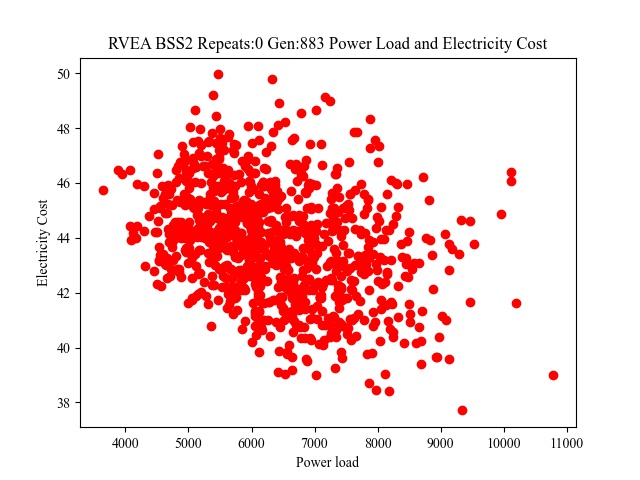 RVEA BSS2 Repeats:0 Gen:883 Power Load and Electricity Cost
50
48
46
44
42
40
38
Electricity Cost
4000 5000 6000 7000 8000 9000 10000 11000
Power load